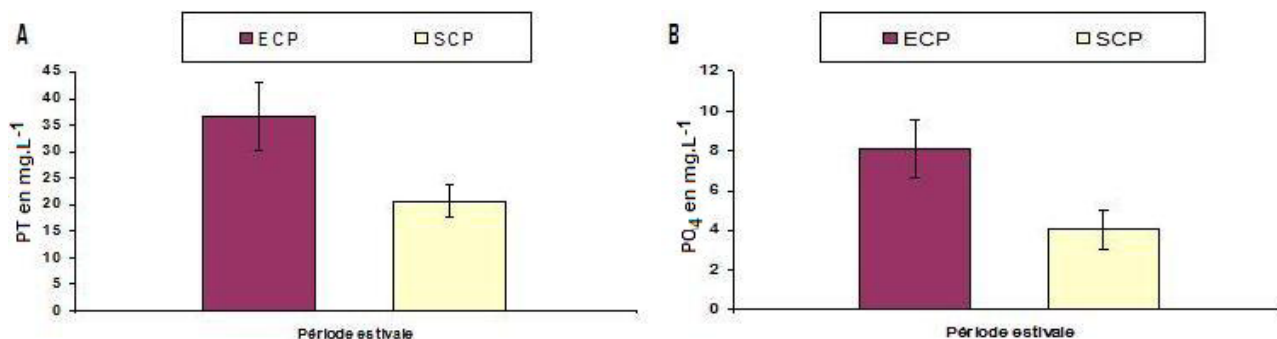 A
ECP SCP
45
40
35
30
25
20
15
10
5
0
PT en mg.L-1
Période estivale
B
ECP SCP
12
10
8
6
4
2
0
PO4 en mg.L-1
Période estivale